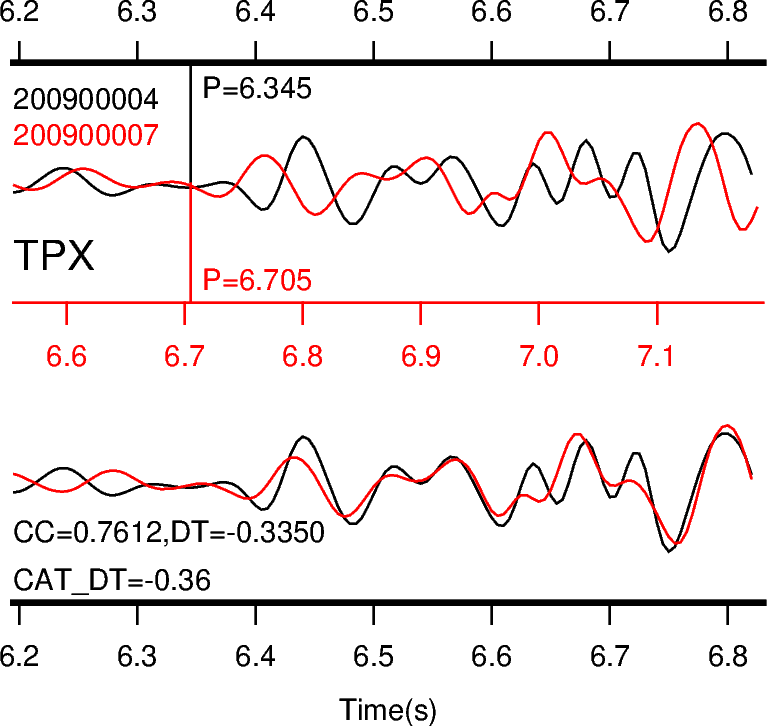 6.2 6.3 6.4 6.5 6.6 6.7 6.8
P=6.345
200900004
200900007
TPX
P=6.705
6.6 6.7 6.8 6.9 7.0 7.1
CC=0.7612,DT=-0.3350
CAT_DT=-0.36
6.2 6.3 6.4 6.5 6.6 6.7 6.8
Time(s)